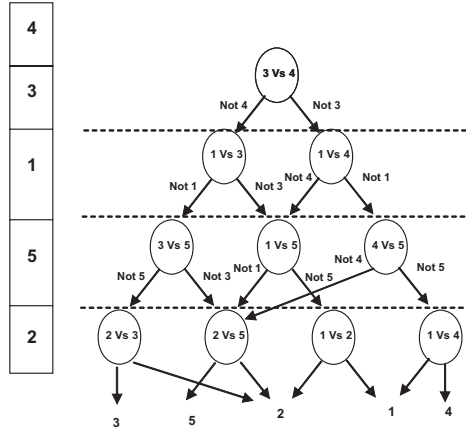 4
3
3 Vs 4
Not 4 Not 3
1
1 Vs 3 1 Vs 4
Not 1 Not 3 Not 4 Not 1
5
3 Vs 5 1 Vs 5 4 Vs 5
Not 5 Not 3 Not 1 Not 5 Not 4 Not 5
2
2 Vs 3 2 Vs 5 1 Vs 2 1 Vs 4
3 5 2 1 4